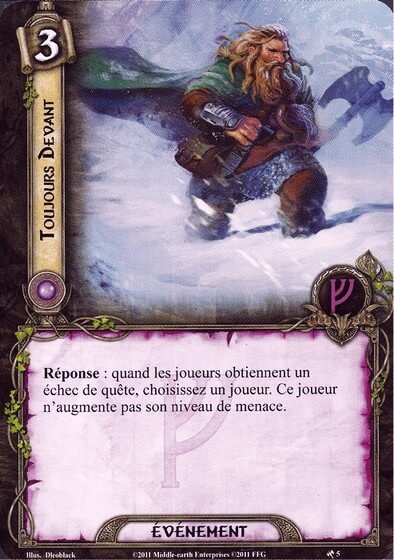 3
Toujours Devant
Réponse : quand les joueurs obtiennent un
échec de quête, choisissez un joueur. Ce joueur
n'augmente pas son niveau de menace.
ÉVÉNEMENT
Illus. Dleoblack
©2011 Middle-earth Enterprises ©2011 FFG
5